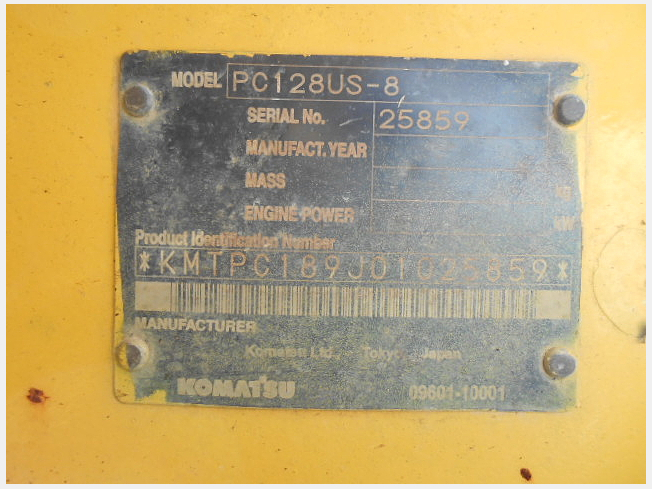 MODEL PC128US-8
SERIAL No. 25859
MANUFACT. YEAR
MASS kg
ENGINE POWER kW
Product Identification Number
*KMTPC189J01025859*
MANUFACTURER
Komatsu Ltd., Tokyo, Japan
KOMATSU 09601-10001